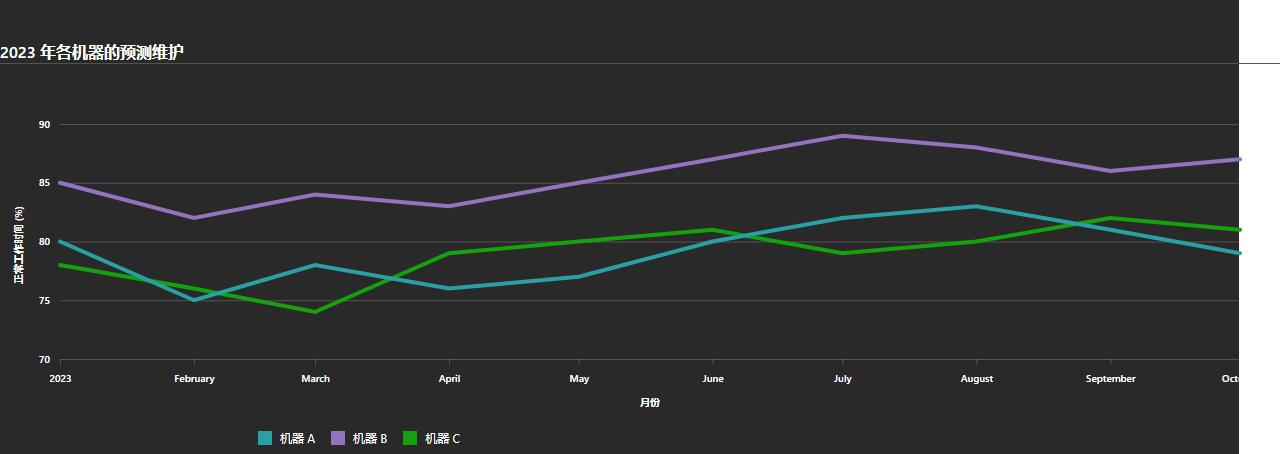 2023 年各机器的预测维护
90
85
80
75
70
正常工作时间 (%)
2023 February March April May June July August September Octo
月份
机器 A 机器 B 机器 C